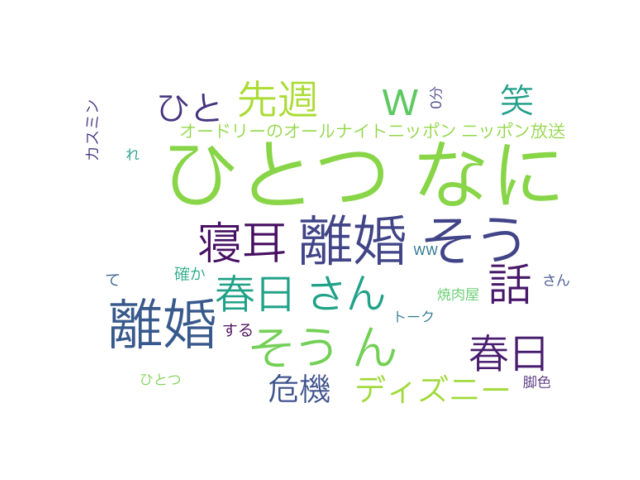 カスミン
ひと
先週
W
0分
笑
オードリーのオールナイトニッポン ニッポン放送
れ
ひとつ なに
寝耳
離婚 そう
ww
て
確か
春日 さん
焼肉屋
話
さん
離婚
する
そう ん
トーク
春日
ひとつ
危機
ディズニー
脚色